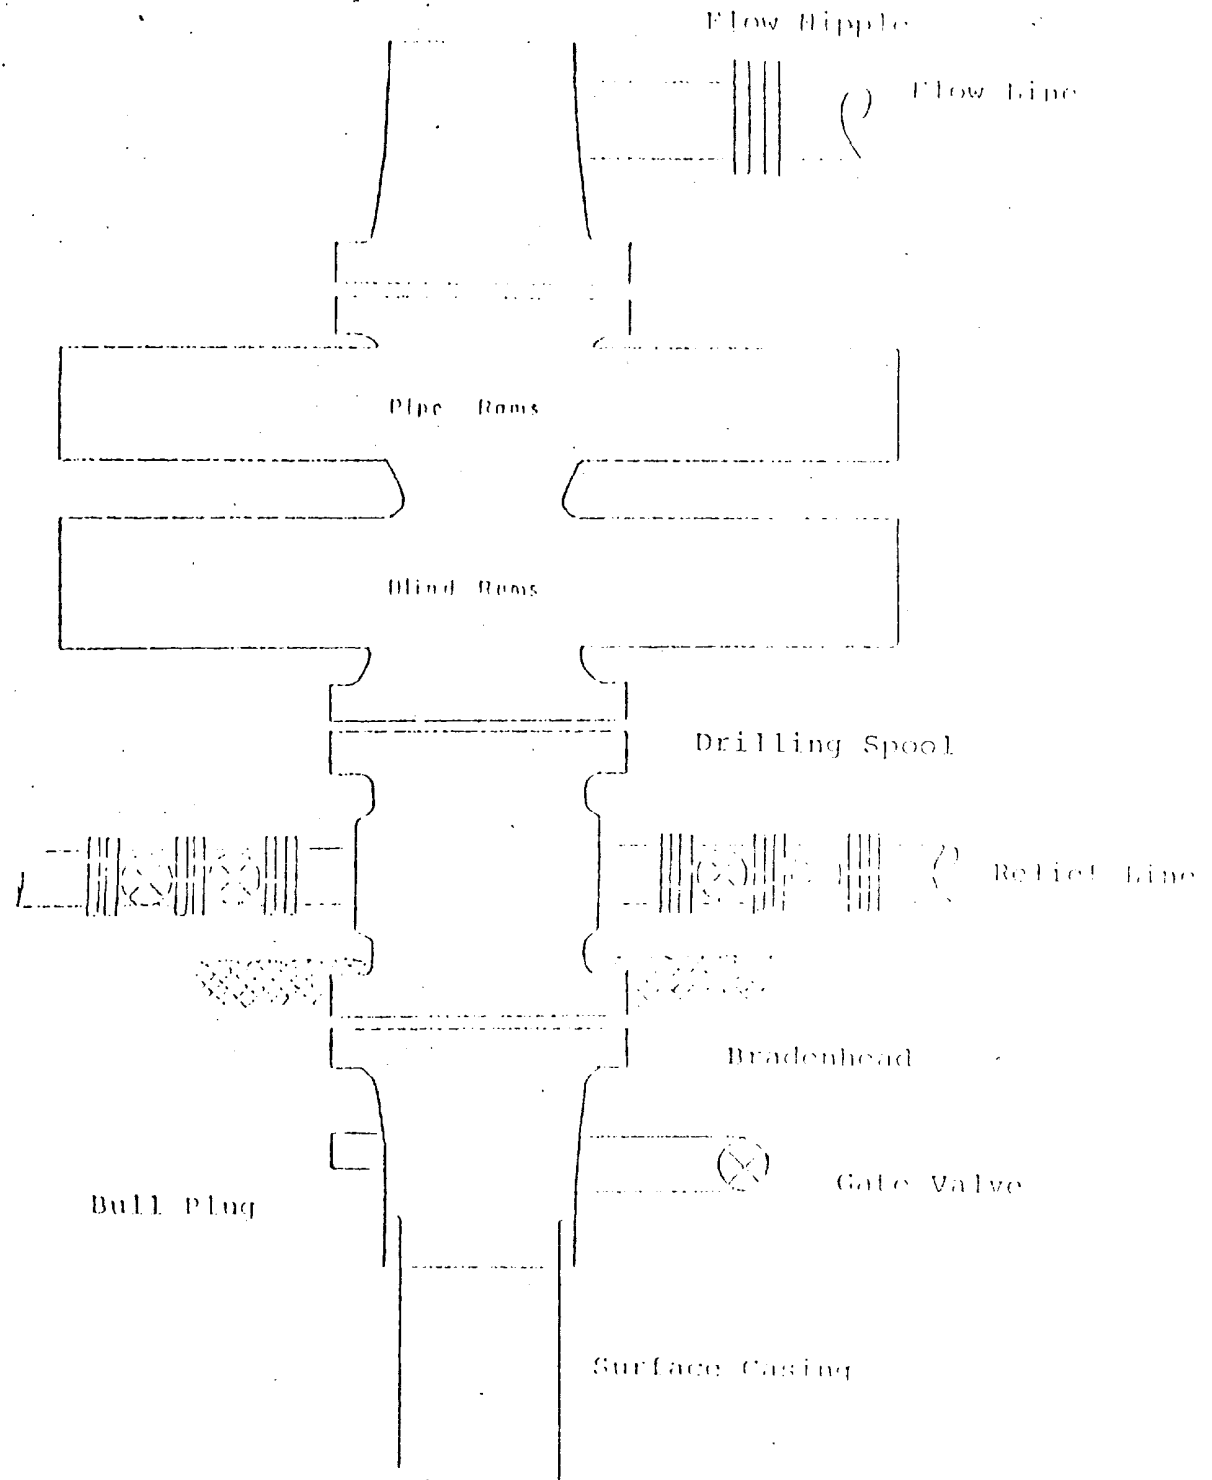 Flow Nipple
Flow Line
Pipe Rams
Blind Rams
Drilling Spool
Relief Line
Bradenhead
Gate Valve
Bull Plug
Surface Casing